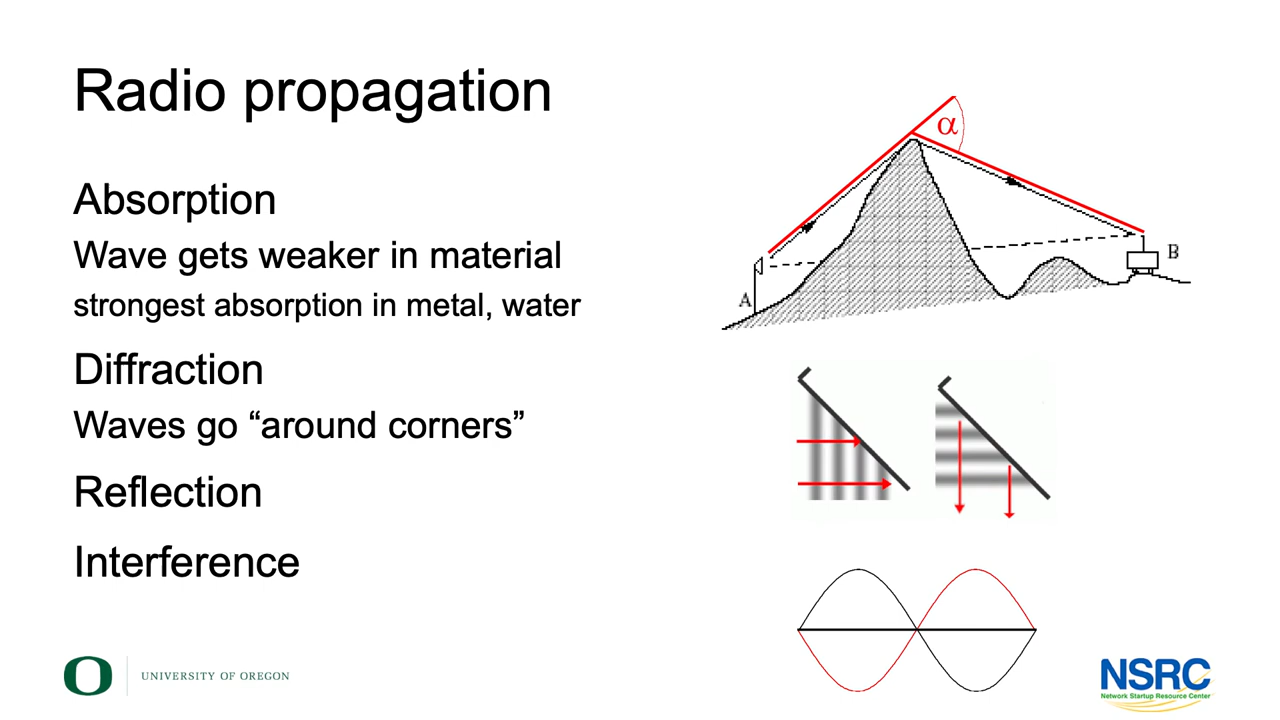 Radio propagation
Absorption
Wave gets weaker in material
strongest absorption in metal, water
Diffraction
Waves go “around corners”
Reflection
Interference
α
A
B
O
UNIVERSITY OF OREGON
NSRC
Network Startup Resource Center